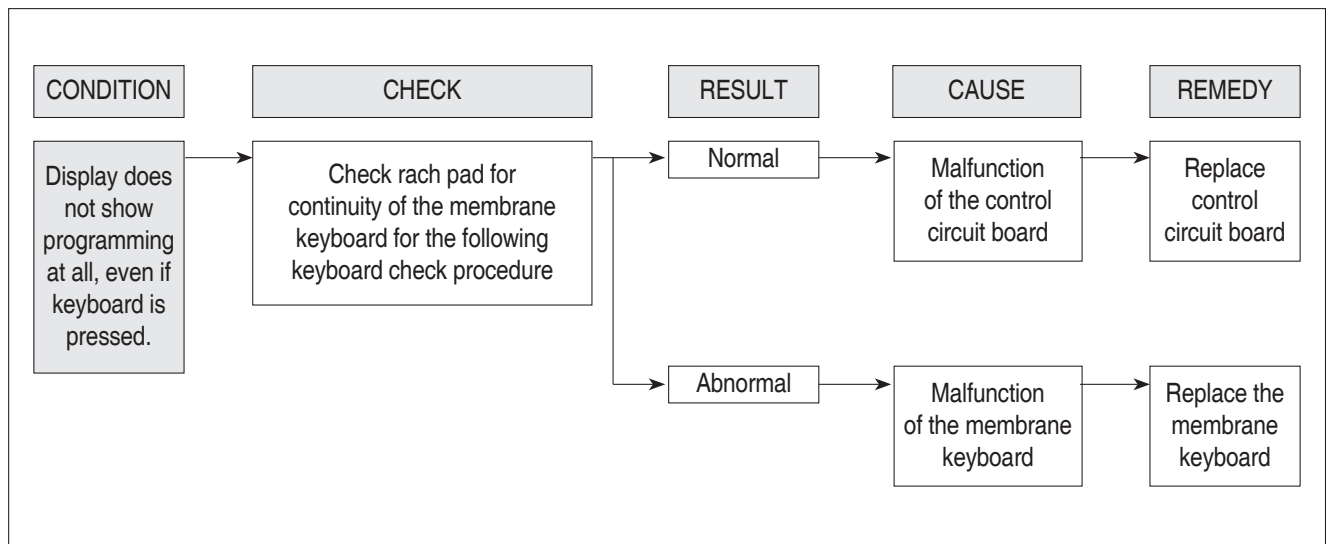 CONDITION
CHECK
RESULT
CAUSE
REMEDY
Display does
not show
programming
at all, even if
keyboard is
pressed.
Check rach pad for
continuity of the membrane
keyboard for the following
keyboard check procedure
Normal
Malfunction
of the control
circuit board
Replace
control
circuit board
Abnormal
Malfunction
of the membrane
keyboard
Replace the
membrane
keyboard